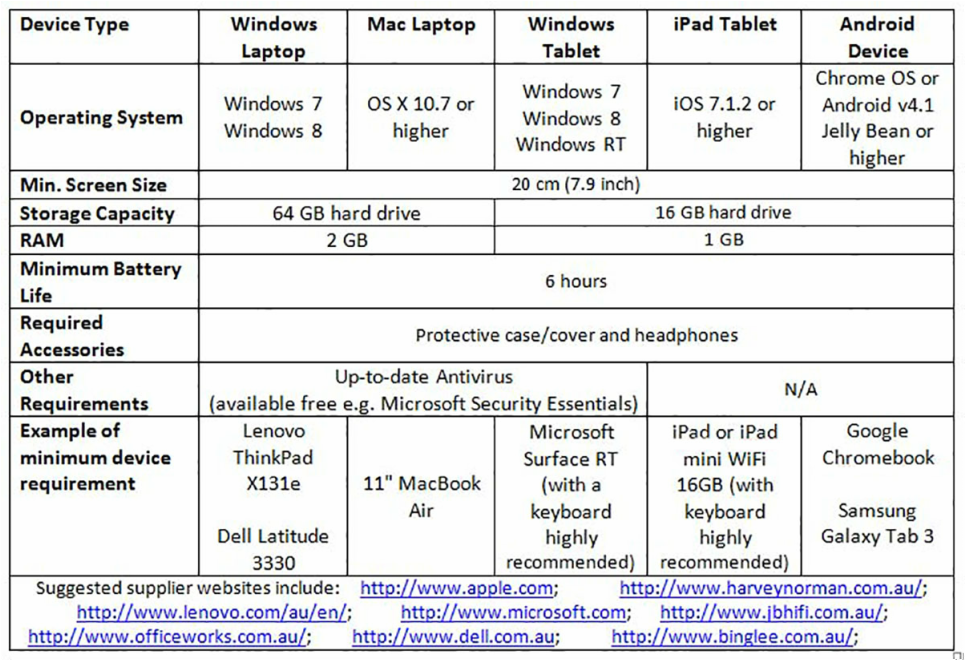 Device Type Windows Laptop Mac Laptop Windows Tablet iPad Tablet Android Device
Operating System Windows 7 Windows 8 OS X 10.7 or higher Windows 7 Windows 8 Windows RT iOS 7.1.2 or higher Chrome OS or Android v4.1 Jelly Bean or higher
Min. Screen Size 20 cm (7.9 inch)
Storage Capacity 64 GB hard drive 16 GB hard drive
RAM 2 GB 1 GB
Minimum Battery Life 6 hours
Required Accessories Protective case/cover and headphones
Other Requirements Up-to-date Antivirus (available free e.g. Microsoft Security Essentials) N/A
Example of minimum device requirement Lenovo ThinkPad X131e Dell Latitude 3330 11" MacBook Air Microsoft Surface RT (with a keyboard highly recommended) iPad or iPad mini WiFi 16GB (with keyboard highly recommended) Google Chromebook Samsung Galaxy Tab 3
Suggested supplier websites include: http://www.apple.com; http://www.harveynorman.com.au/;
http://www.lenovo.com/au/en/; http://www.microsoft.com; http://www.jbhifi.com.au/;
http://www.officeworks.com.au/; http://www.dell.com.au; http://www.binglee.com.au/;